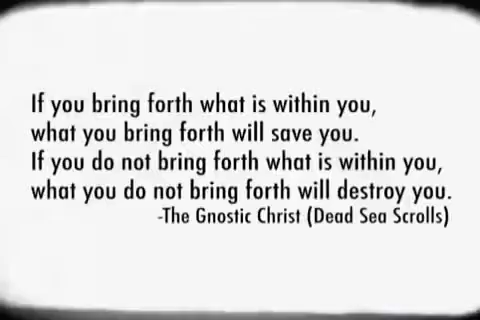 If you bring forth what is within you,
what you bring forth will save you.
If you do not bring forth what is within you,
what you do not bring forth will destroy you.
-The Gnostic Christ (Dead Sea Scrolls)